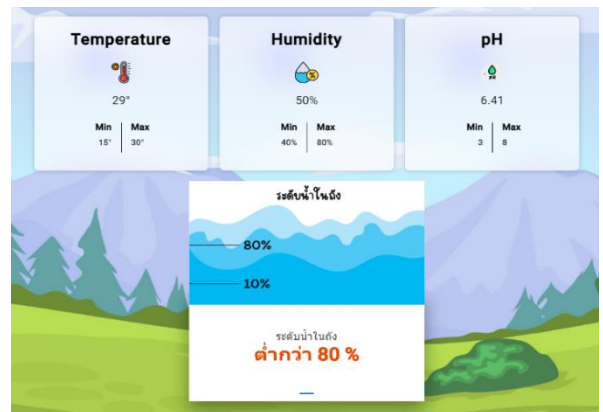 Temperature
29°
Min Max
15° 30°
Humidity
%
50%
Min Max
40% 80%
pH
PH
6.41
Min Max
3 8
ระดับน้ำในถัง
80%
10%
ระดับน้ำในถัง
ต่ำกว่า 80 %